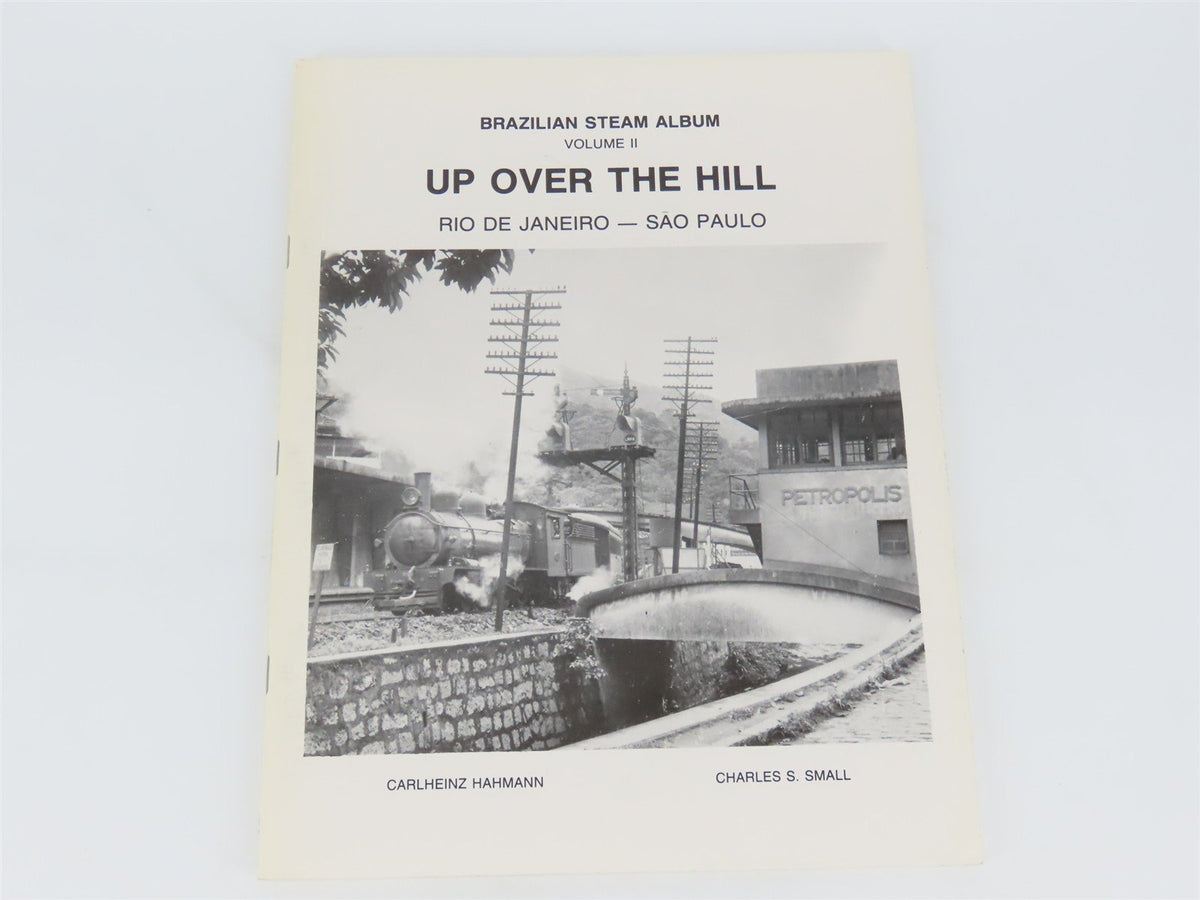 BRAZILIAN STEAM ALBUM
VOLUME II
UP OVER THE HILL
RIO DE JANEIRO — SÃO PAULO
PETROPOLIS
CARLHEINZ HAHMANN
CHARLES S. SMALL